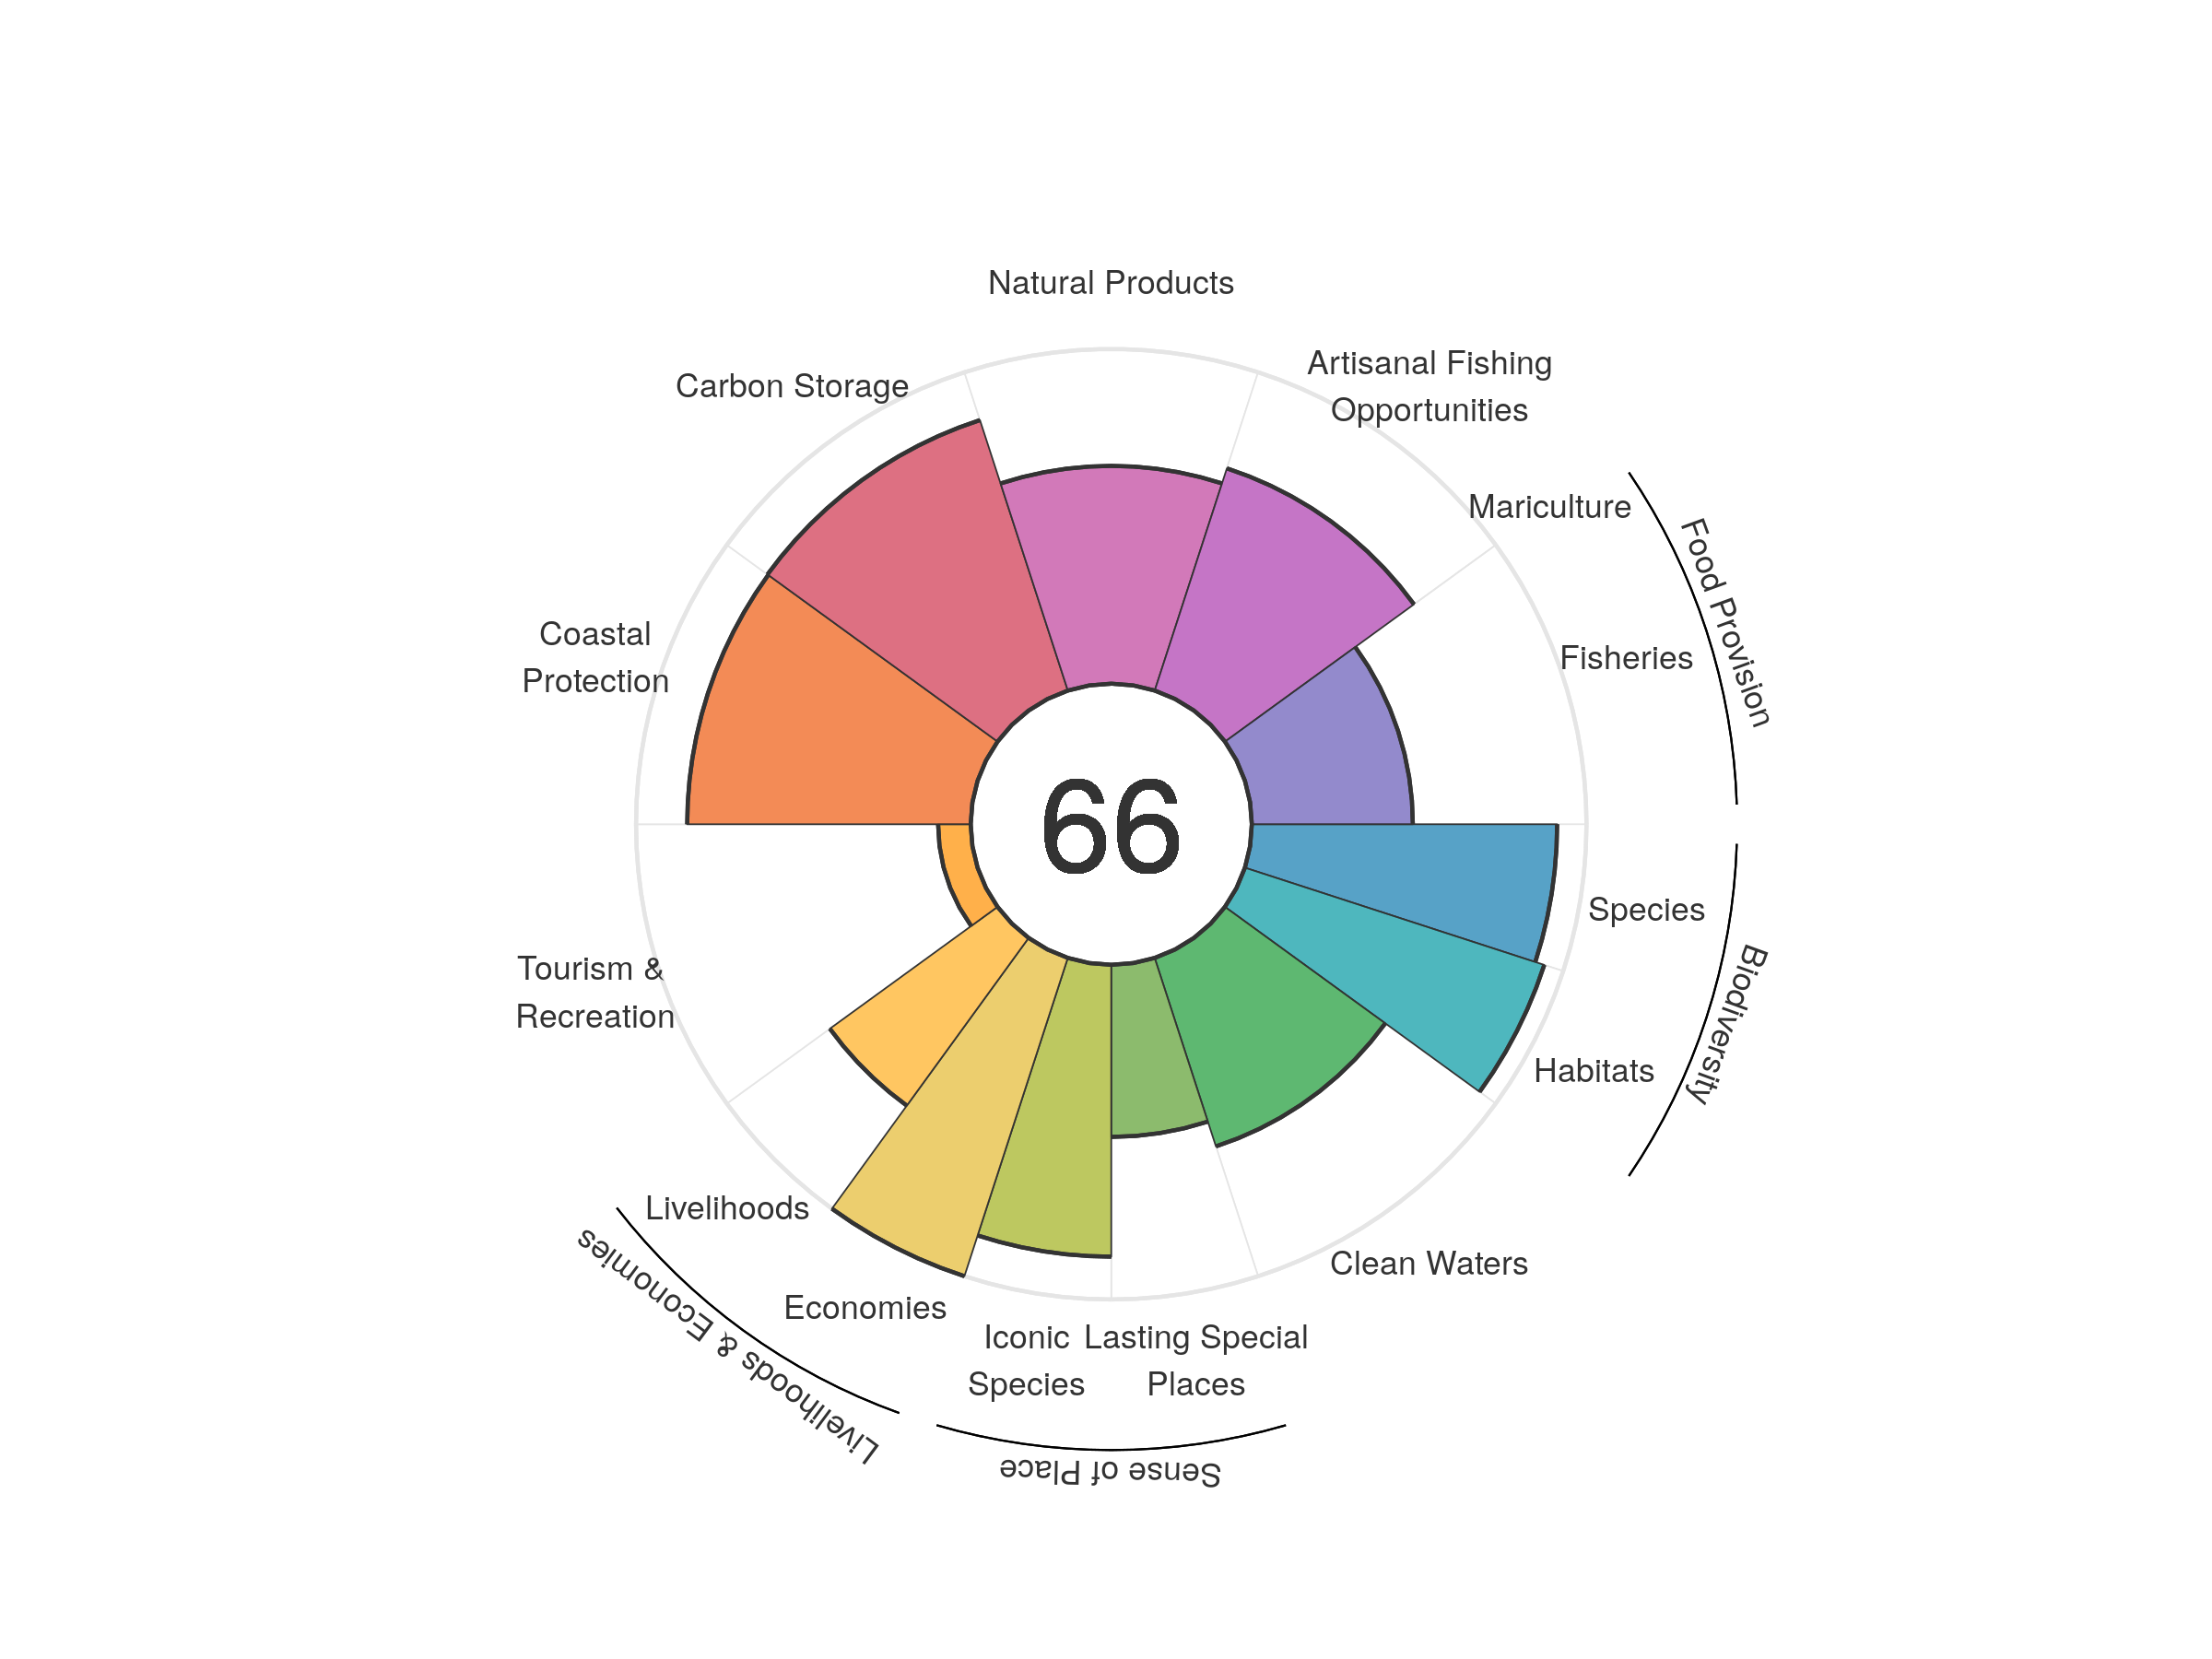 Natural Products
Artisanal Fishing
Opportunities
Carbon Storage
Mariculture
Food Provision
Fisheries
Coastal
Protection
66
Species
Biodiversity
Habitats
Tourism &
Recreation
Clean Waters
Livelihoods
Economies
Livelihoods & Economies
Iconic
Species
Lasting Special
Places
Sense of Place